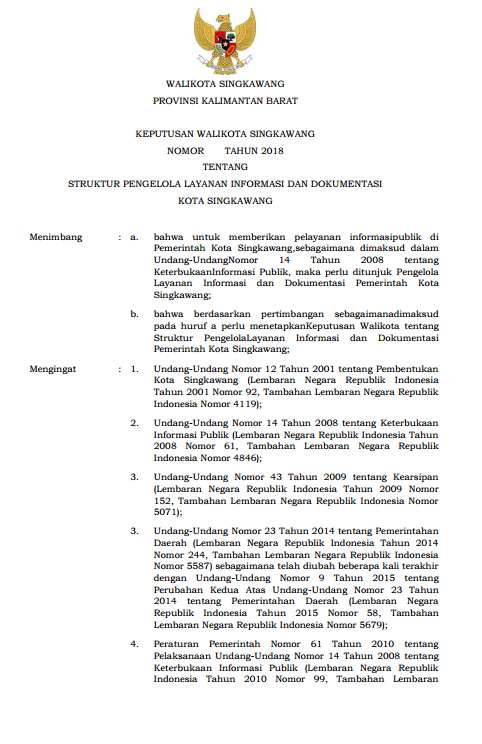 WALIKOTA SINGKAWANG
PROVINSI KALIMANTAN BARAT
KEPUTUSAN WALIKOTA SINGKAWANG
NOMOR TAHUN 2018
TENTANG
STRUKTUR PENGELOLA LAYANAN INFORMASI DAN DOKUMENTASI
KOTA SINGKAWANG
Menimbang : a. bahwa untuk memberikan pelayanan informasipublik di
Pemerintah Kota Singkawang,sebagaimana dimaksud dalam
Undang-UndangNomor 14 Tahun 2008 tentang
KeterbukaanInformasi Publik, maka perlu ditunjuk Pengelola
Layanan Informasi dan Dokumentasi Pemerintah Kota
Singkawang;
b. bahwa berdasarkan pertimbangan sebagaimanadimaksud
pada huruf a perlu menetapkanKeputusan Walikota tentang
Struktur PengelolaLayanan Informasi dan Dokumentasi
Pemerintah Kota Singkawang;
Mengingat : 1. Undang-Undang Nomor 12 Tahun 2001 tentang Pembentukan
Kota Singkawang (Lembaran Negara Republik Indonesia
Tahun 2001 Nomor 92, Tambahan Lembaran Negara Republik
Indonesia Nomor 4119);
2. Undang-Undang Nomor 14 Tahun 2008 tentang Keterbukaan
Informasi Publik (Lembaran Negara Republik Indonesia Tahun
2008 Nomor 61, Tambahan Lembaran Negara Republik
Indonesia Nomor 4846);
3. Undang-Undang Nomor 43 Tahun 2009 tentang Kearsipan
(Lembaran Negara Republik Indonesia Tahun 2009 Nomor
152, Tambahan Lembaran Negara Republik Indonesia Nomor
5071);
3. Undang-Undang Nomor 23 Tahun 2014 tentang Pemerintahan
Daerah (Lembaran Negara Republik Indonesia Tahun 2014
Nomor 244, Tambahan Lembaran Negara Republik Indonesia
Nomor 5587) sebagaimana telah diubah beberapa kali terakhir
dengan Undang-Undang Nomor 9 Tahun 2015 tentang
Perubahan Kedua Atas Undang-Undang Nomor 23 Tahun
2014 tentang Pemerintahan Daerah (Lembaran Negara
Republik Indonesia Tahun 2015 Nomor 58, Tambahan
Lembaran Negara Republik Indonesia Nomor 5679);
4. Peraturan Pemerintah Nomor 61 Tahun 2010 tentang
Pelaksanaan Undang-Undang Nomor 14 Tahun 2008 tentang
Keterbukaan Informasi Publik (Lembaran Negara Republik
Indonesia Tahun 2010 Nomor 99, Tambahan Lembaran